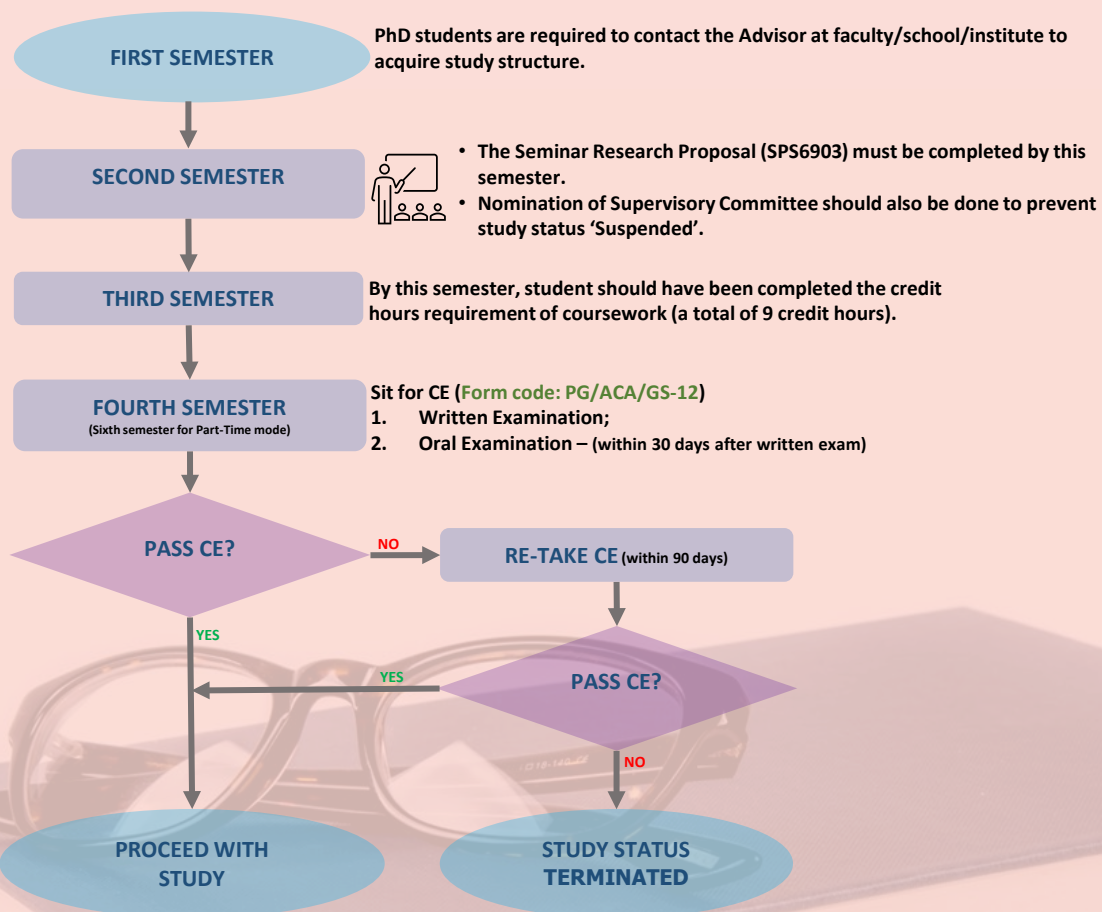 FIRST SEMESTER
PhD students are required to contact the Advisor at faculty/school/institute to
acquire study structure.
SECOND SEMESTER
• The Seminar Research Proposal (SPS6903) must be completed by this
semester.
• Nomination of Supervisory Committee should also be done to prevent
study status ‘Suspended’.
THIRD SEMESTER
By this semester, student should have been completed the credit
hours requirement of coursework (a total of 9 credit hours).
FOURTH SEMESTER
(Sixth semester for Part-Time mode)
Sit for CE (Form code: PG/ACA/GS-12)
1. Written Examination;
2. Oral Examination – (within 30 days after written exam)
PASS CE?
NO
RE-TAKE CE (within 90 days)
YES
YES
PASS CE?
NO
PROCEED WITH
STUDY
STUDY STATUS
TERMINATED